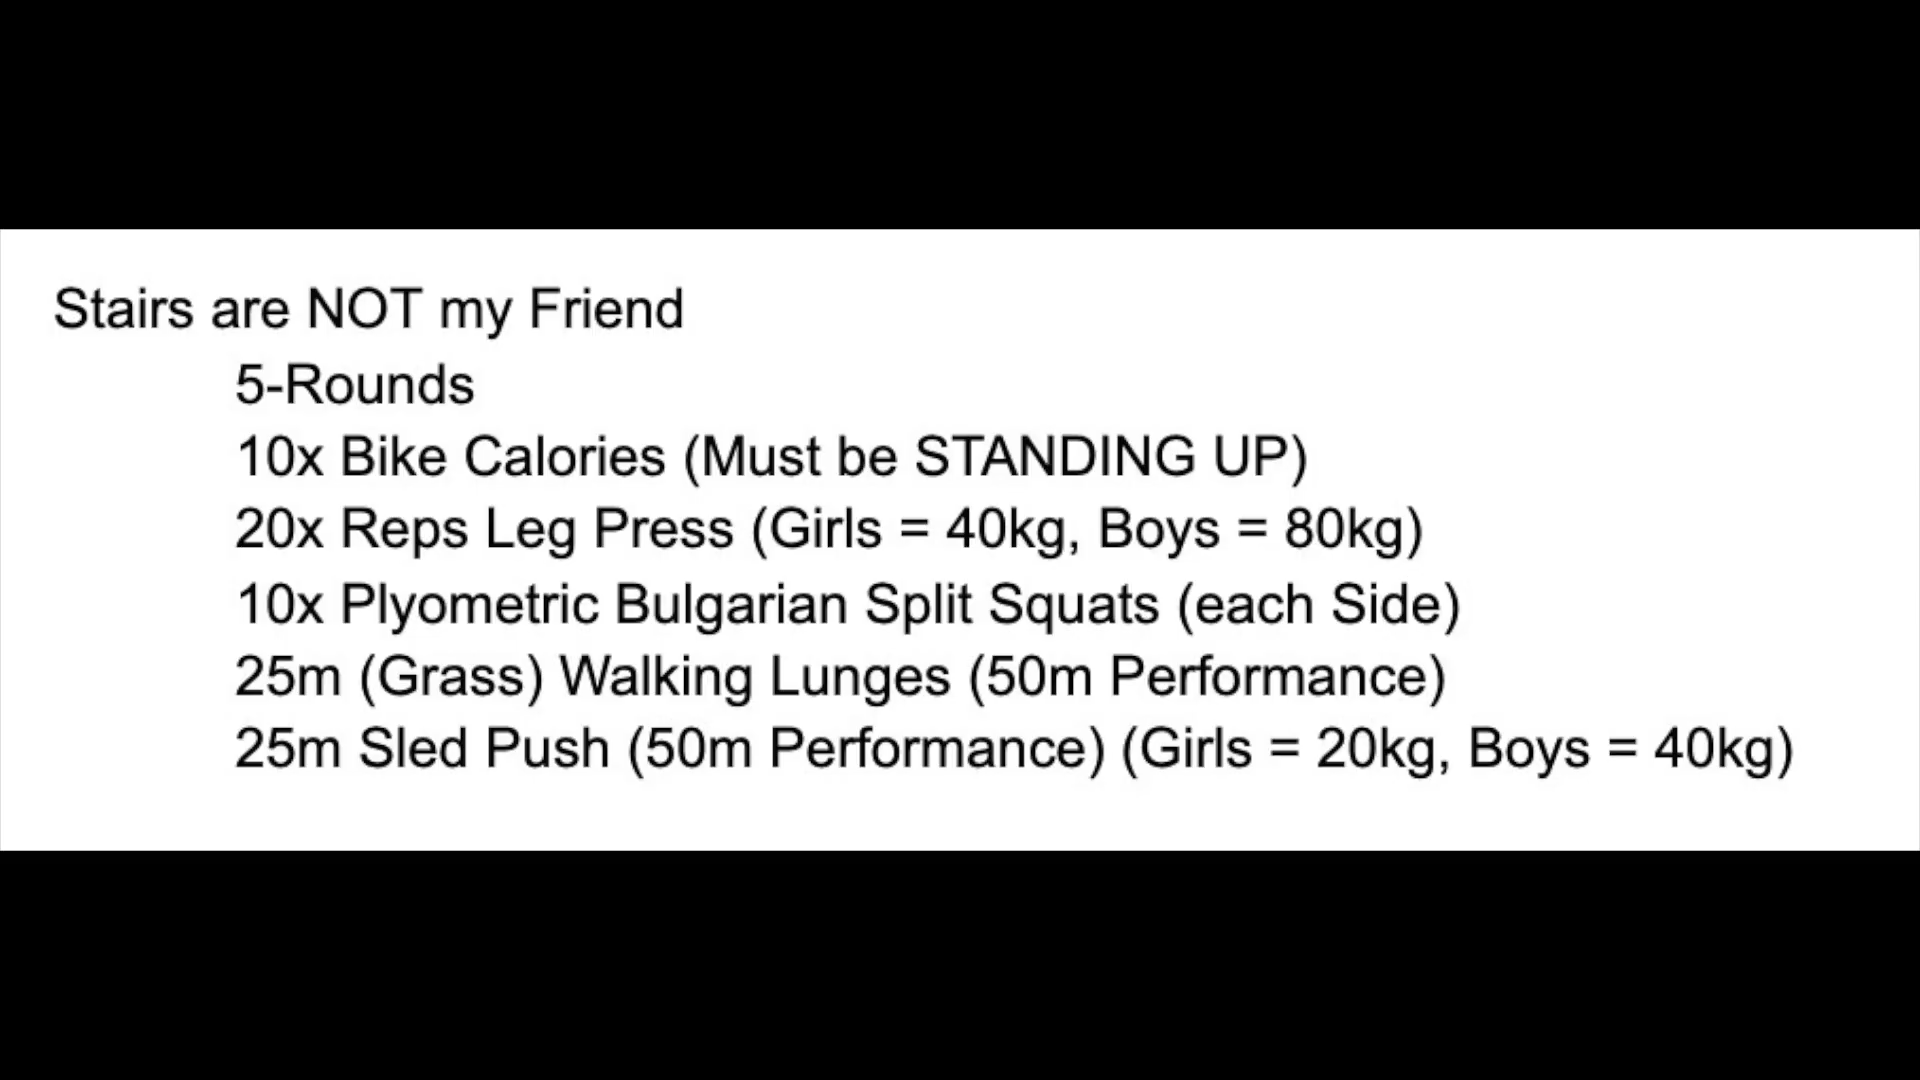 Stairs are NOT my Friend
5-Rounds
10x Bike Calories (Must be STANDING UP)
20x Reps Leg Press (Girls = 40kg, Boys = 80kg)
10x Plyometric Bulgarian Split Squats (each Side)
25m (Grass) Walking Lunges (50m Performance)
25m Sled Push (50m Performance) (Girls = 20kg, Boys = 40kg)